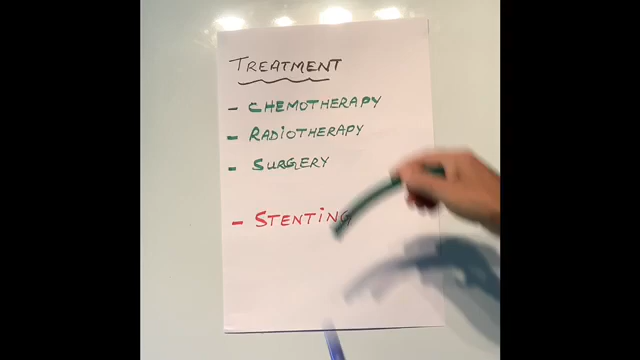 TREATMENT
- CHEMOTHERAPY
- RADiOTHERAPY
- SURGERY
- STENTiNG